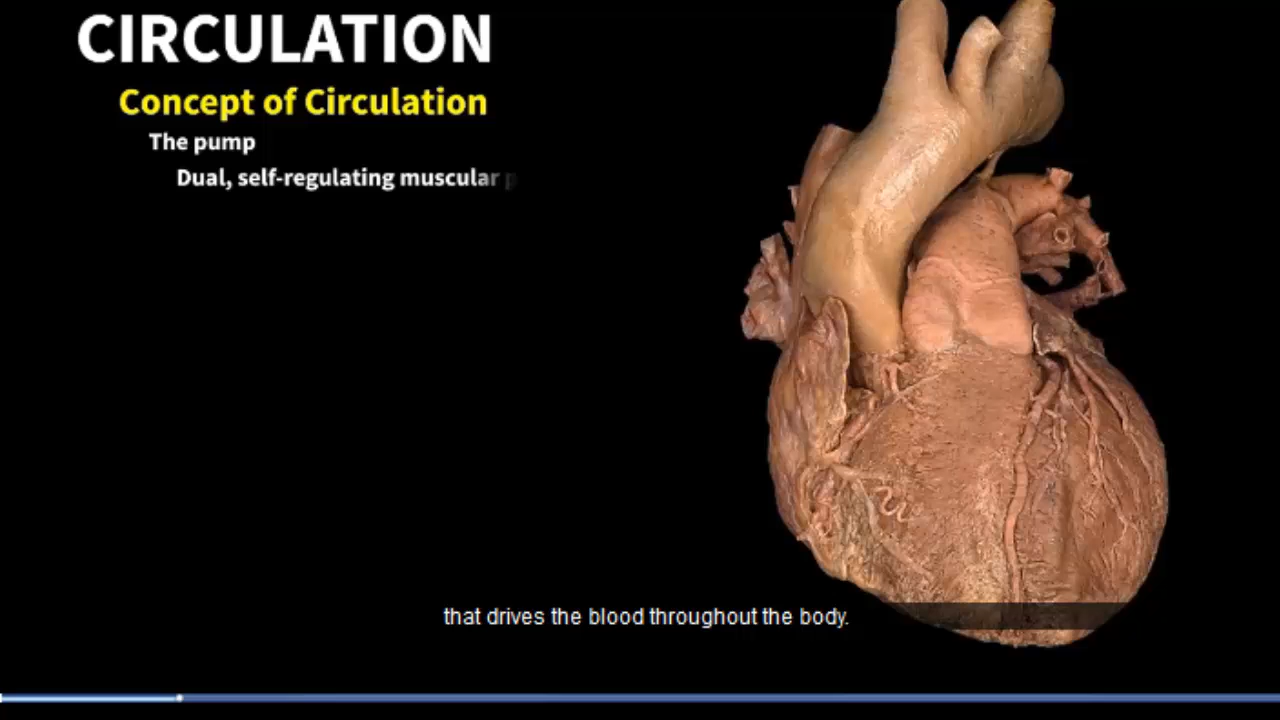 CIRCULATION
Concept of Circulation
The pump
Dual, self-regulating muscular
that drives the blood throughout the body.